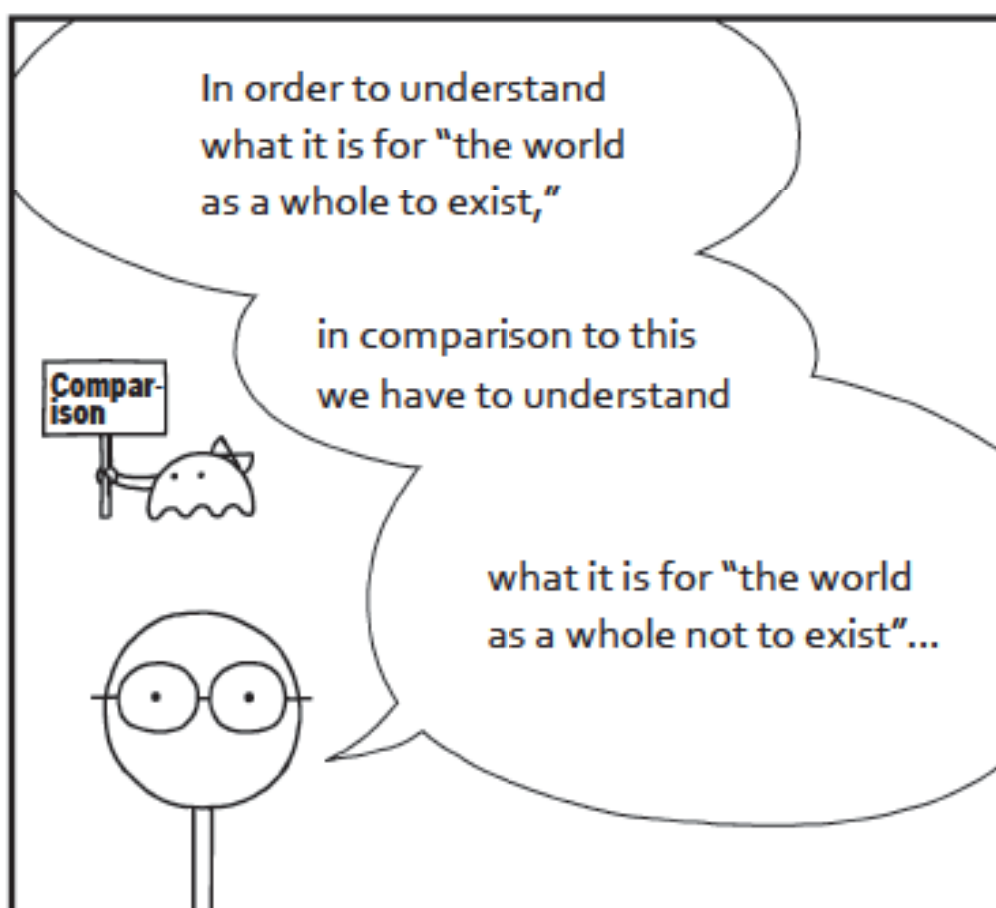 In order to understand
what it is for “the world
as a whole to exist,”
in comparison to this
we have to understand
Compar-
ison
what it is for “the world
as a whole not to exist”...